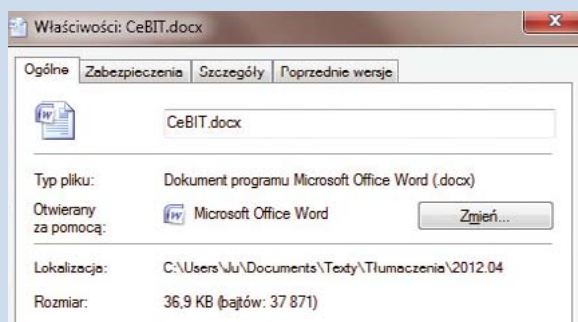 Właściwości: CeBIT.docx
Ogólne Zabezpieczenia Szczegóły Poprzednie wersje
CeBIT.docx
Typ pliku: Dokument programu Microsoft Office Word (.docx)
Otwierany za pomocą: Microsoft Office Word Zmień...
Lokalizacja: C:\Users\Ju\Documents\Texty\Tłumaczenia\2012.04
Rozmiar: 36,9 KB (bajtów: 37 871)